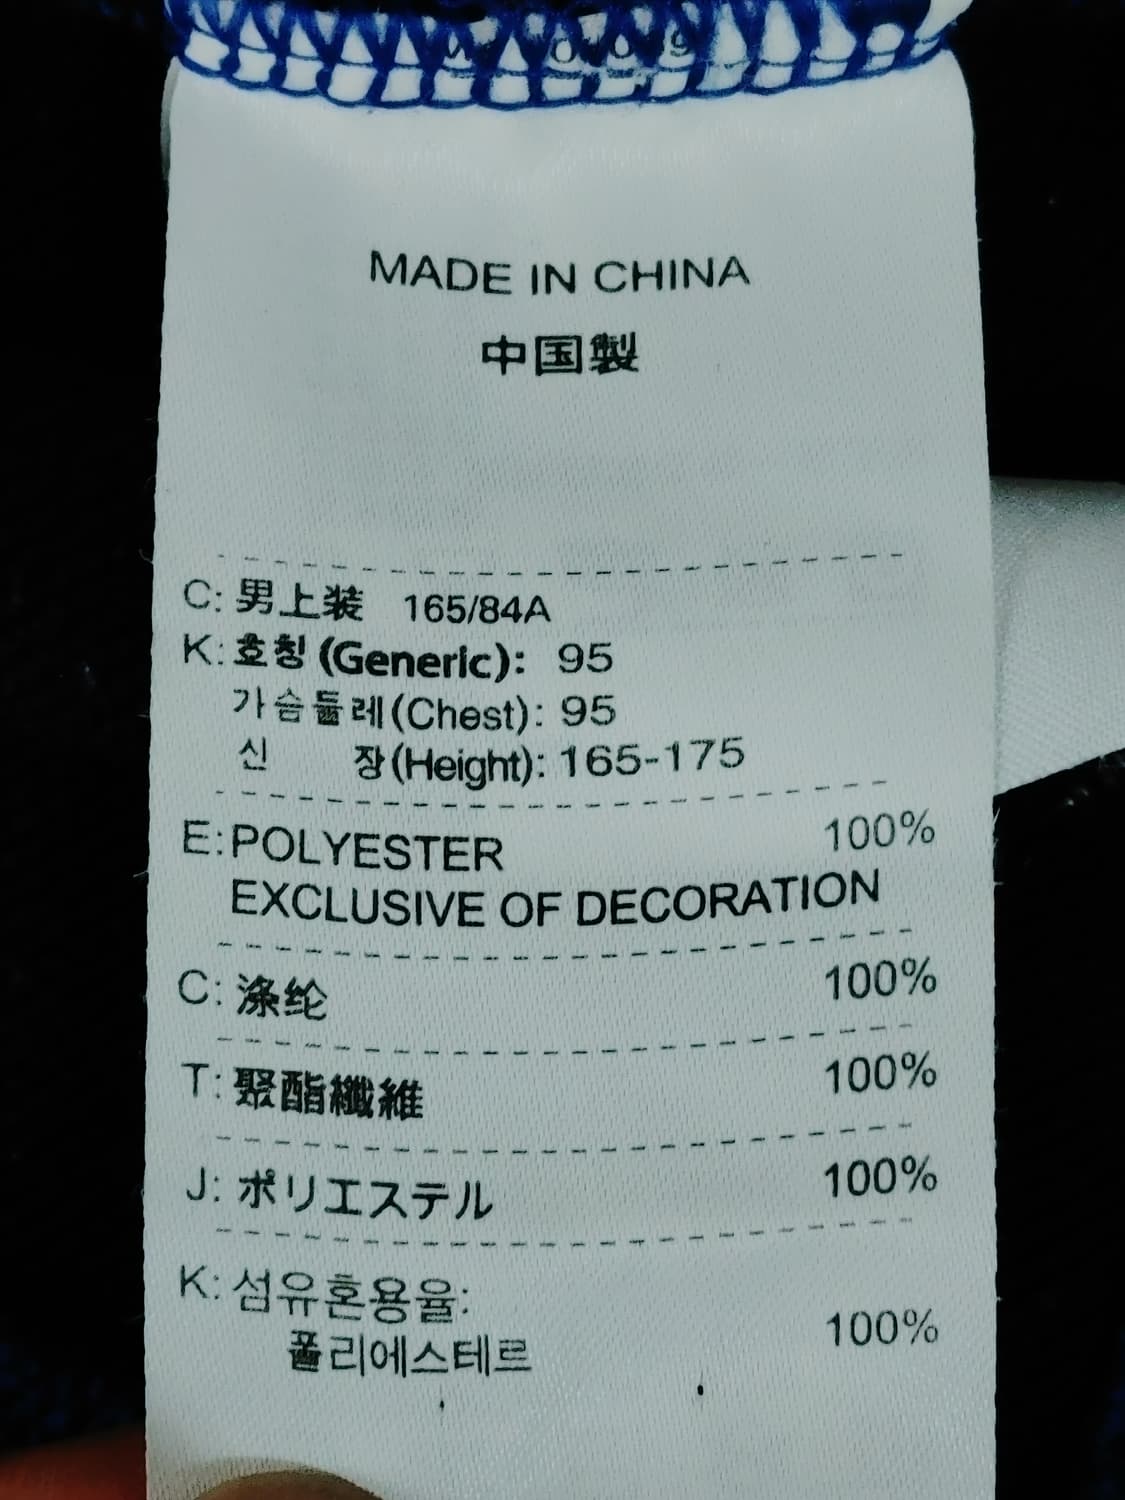 MADE IN CHINA
中国製
C: 男上装 165/84A
K: 호칭 (Generic): 95
가슴둘레(Chest): 95
신 장(Height): 165-175
E: POLYESTER 100%
EXCLUSIVE OF DECORATION
C: 涤纶 100%
T: 聚酯纖維 100%
J: ポリエステル 100%
K: 섬유혼용율:
폴리에스테르 100%